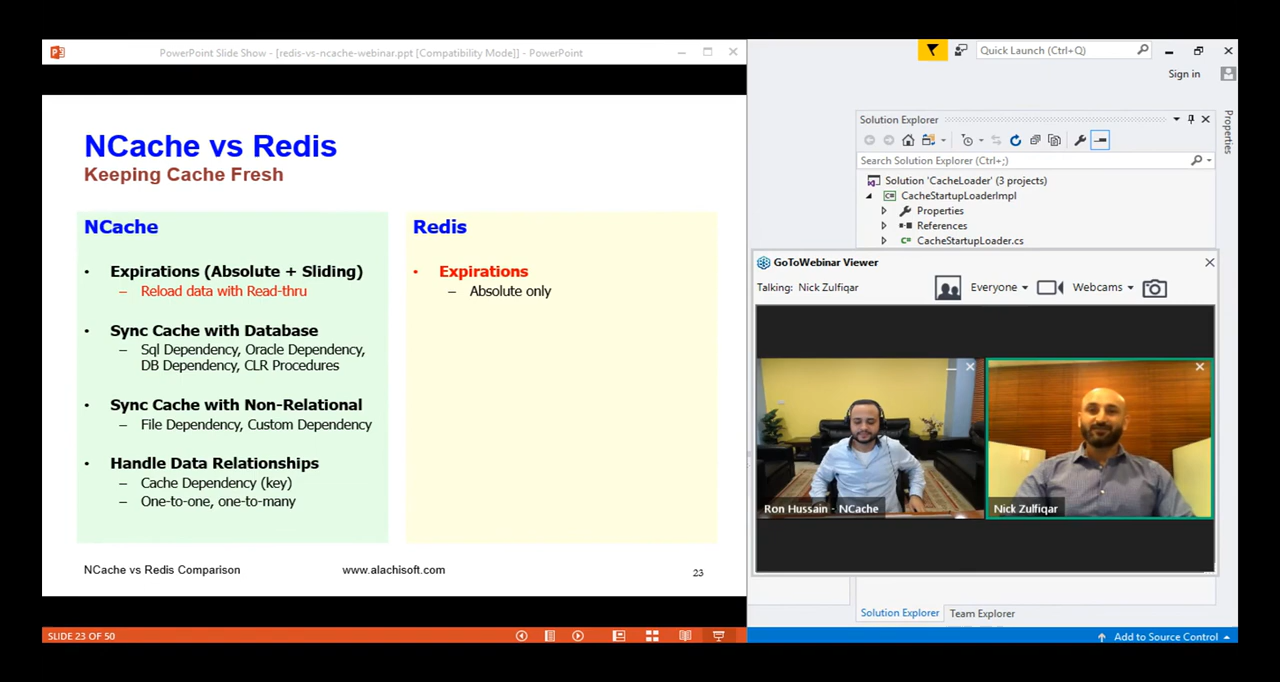 PowerPoint Slide Show - [redis-vs-ncache-webinar.ppt [Compatibility Mode]] - PowerPoint
NCache vs Redis
Keeping Cache Fresh
NCache
• Expirations (Absolute + Sliding)
– Reload data with Read-thru
• Sync Cache with Database
– Sql Dependency, Oracle Dependency,
DB Dependency, CLR Procedures
• Sync Cache with Non-Relational
– File Dependency, Custom Dependency
• Handle Data Relationships
– Cache Dependency (key)
– One-to-one, one-to-many
Redis
• Expirations
– Absolute only
NCache vs Redis Comparison
www.alachisoft.com
23
SLIDE 23 OF 50
Quick Launch (Ctrl+Q)
Sign in
Solution Explorer
Properties
Search Solution Explorer (Ctrl+;)
Solution 'CacheLoader' (3 projects)
CacheStartupLoaderImpl
Properties
References
CacheStartupLoader.cs
GoToWebinar Viewer
Talking: Nick Zulfiqar
Everyone
Webcams
Ron Hussain - NCache
Nick Zulfiqar
Solution Explorer
Team Explorer
Add to Source Control